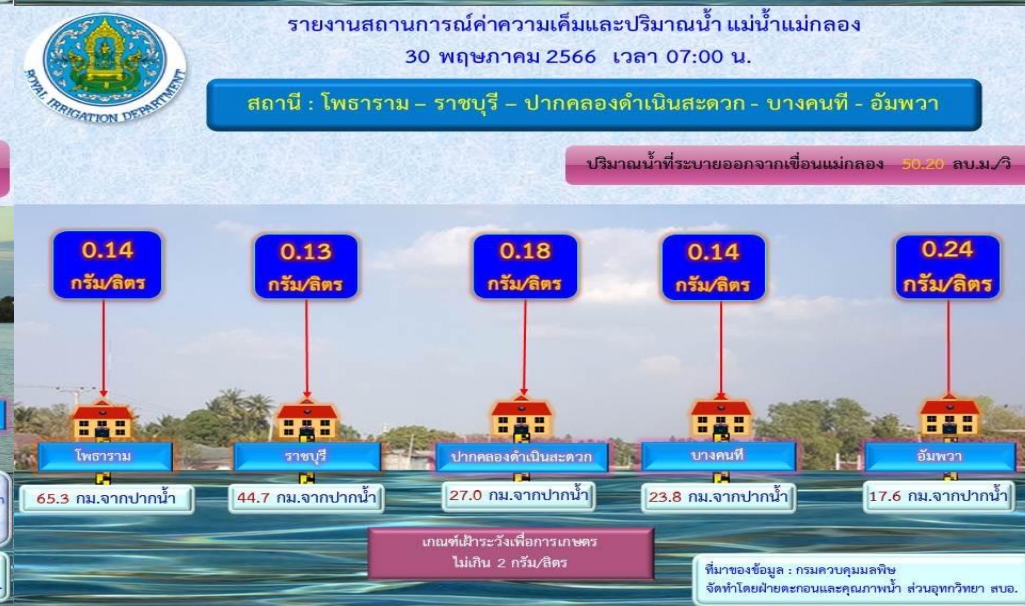 รายงานสถานการณ์ค่าความเค็มและปริมาณน้ำ แม่น้ำแม่กลอง
30 พฤษภาคม 2566 เวลา 07:00 น.
ROYAL IRRIGATION DEPARTMENT
สถานี : โพธาราม – ราชบุรี – ปากคลองดำเนินสะดวก - บางคนที - อัมพวา
ปริมาณน้ำที่ระบายออกจากเขื่อนแม่กลอง 50.20 ลบ.ม./วิ
0.14
กรัม/ลิตร
0.13
กรัม/ลิตร
0.18
กรัม/ลิตร
0.14
กรัม/ลิตร
0.24
กรัม/ลิตร
โพธาราม
ราชบุรี
ปากคลองดำเนินสะดวก
บางคนที
อัมพวา
65.3 กม.จากปากน้ำ
44.7 กม.จากปากน้ำ
27.0 กม.จากปากน้ำ
23.8 กม.จากปากน้ำ
17.6 กม.จากปากน้ำ
เกณฑ์เฝ้าระวังเพื่อการเกษตร
ไม่เกิน 2 กรัม/ลิตร
ที่มาของข้อมูล : กรมควบคุมมลพิษ
จัดทำโดยฝ่ายตะกอนและคุณภาพน้ำ ส่วนอุทกวิทยา สบอ.